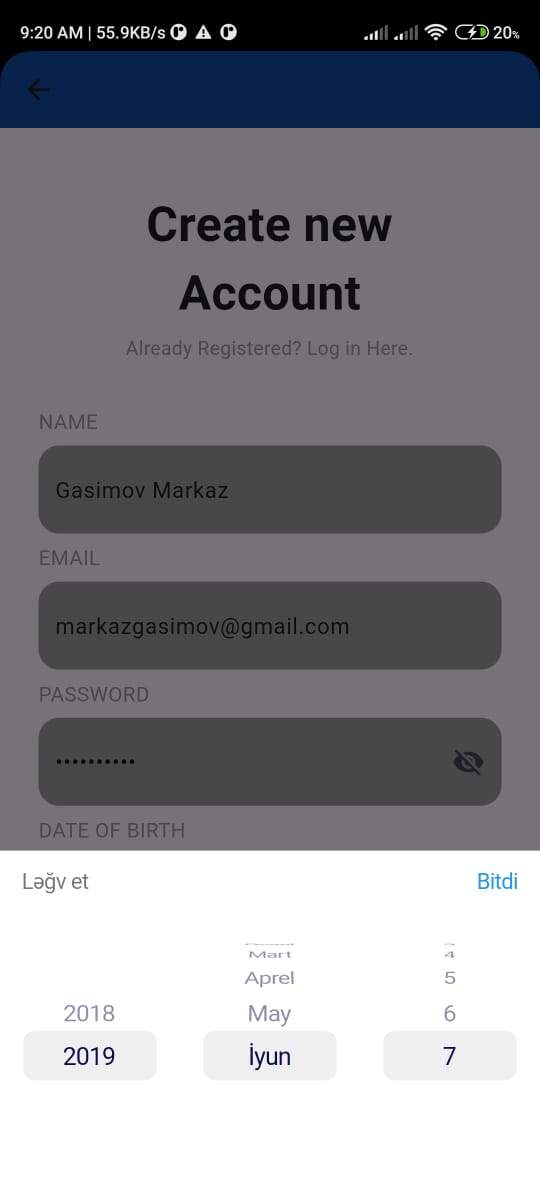 9:20 AM | 55.9KB/s 20%
Create new
Account
Already Registered? Log in Here.
NAME
Gasimov Markaz
EMAIL
markazgasimov@gmail.com
PASSWORD
••••••••••
DATE OF BIRTH
Ləğv et Bitdi
Mart 4
Aprel 5
2018 May 6
2019 İyun 7